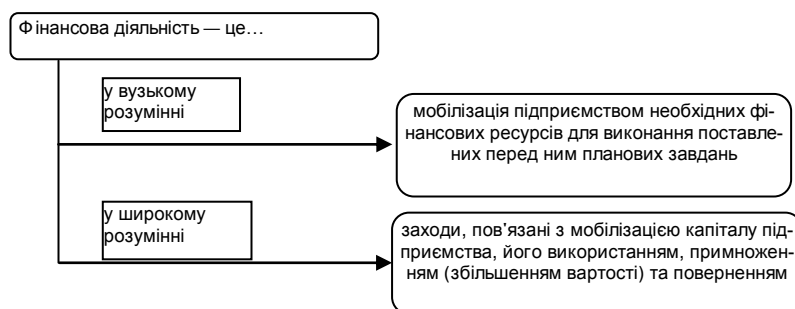 Фінансова діяльність — це…
у вузькому
розумінні
мобілізація підприємством необхідних фі-
нансових ресурсів для виконання поставле-
них перед ним планових завдань
у широкому
розумінні
заходи, пов’язані з мобілізацією капіталу під-
приємства, його використанням, примножен-
ням (збільшенням вартості) та поверненням